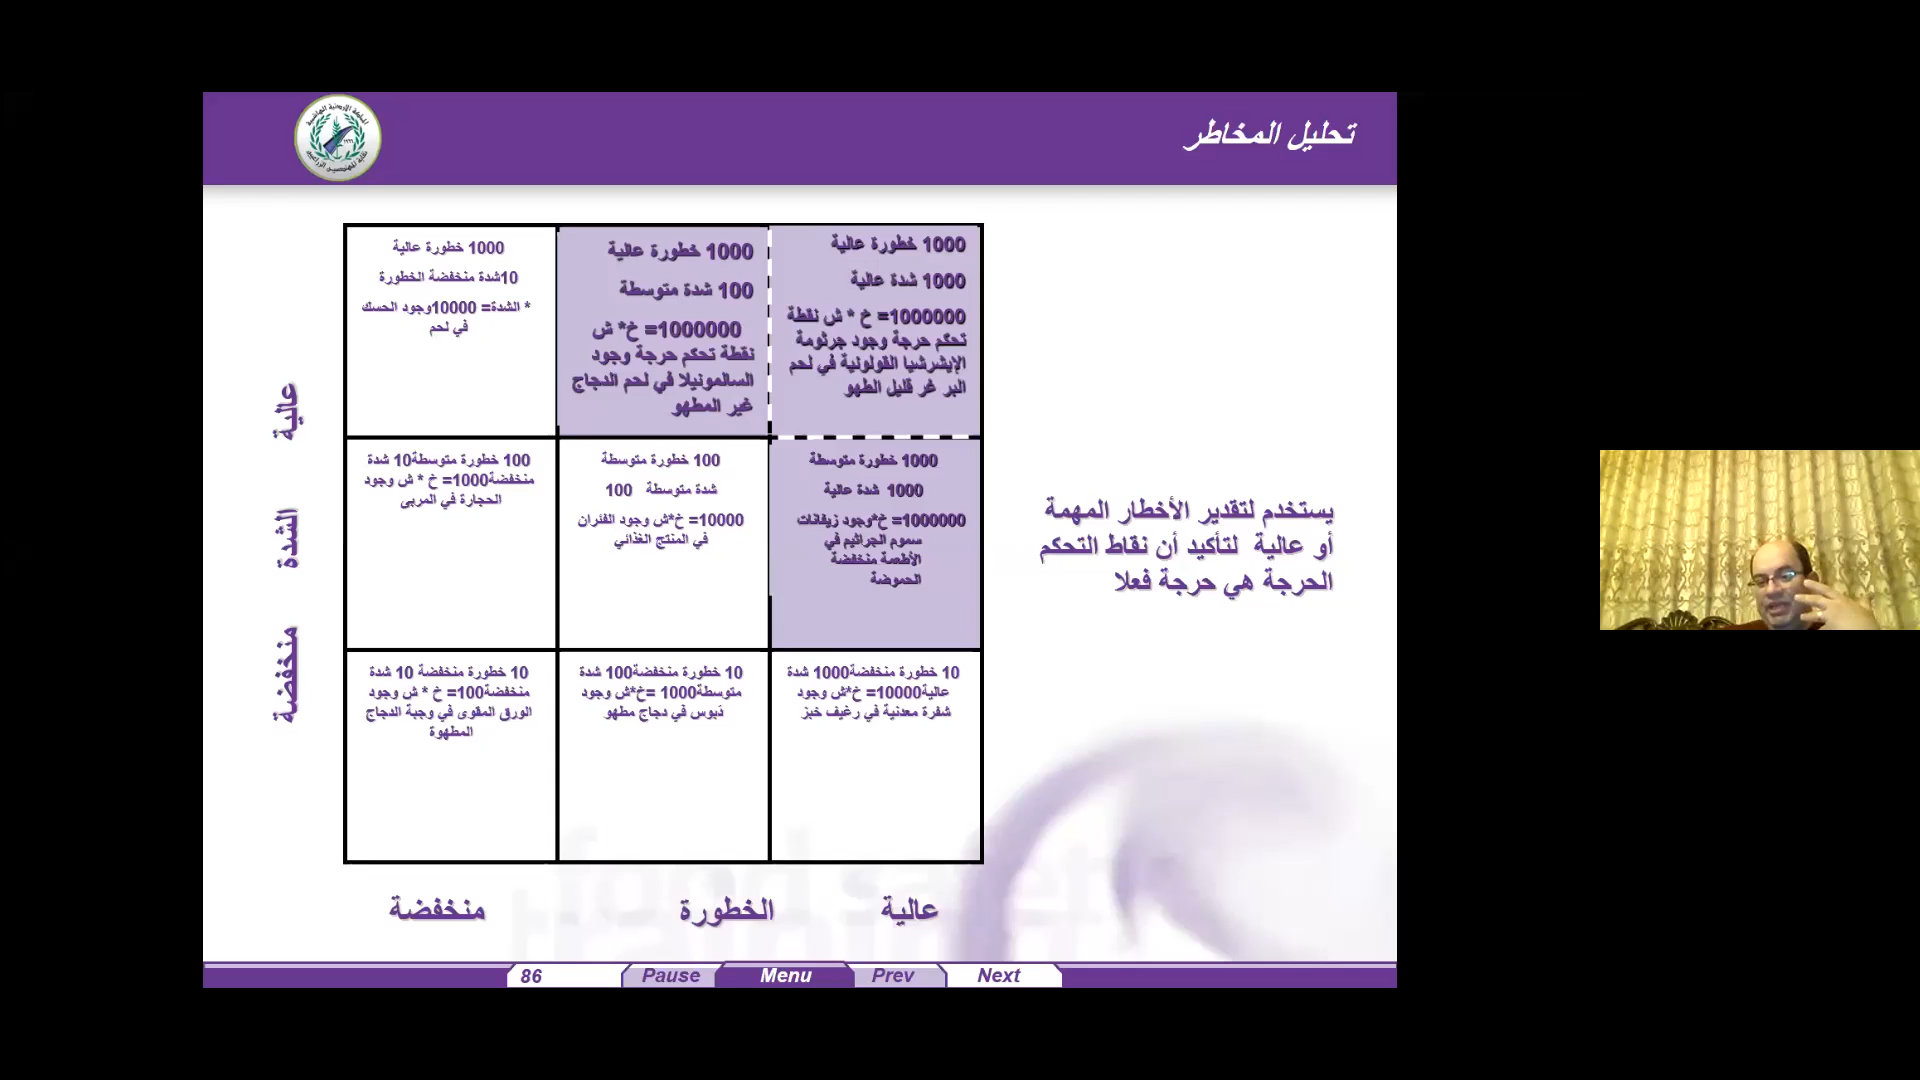 تحليل المخاطر
1000 خطورة عالية
1000 شدة عالية
1000000= خ * ش نقطة
تحكم حرجة وجود جرثومة
الإيشرشيا القولونية في لحم
البر غر قليل الطهو
1000 خطورة عالية
100 شدة متوسطة
1000000= خ* ش
نقطة تحكم حرجة وجود
السالمونيلا في لحم الدجاج
غير المطهو
1000 خطورة عالية
10شدة منخفضة الخطورة
* الشدة= 10000وجود الحسك
في لحم
1000 خطورة متوسطة
1000 شدة عالية
1000000= خ*وجود زيفانات
سموم الجراثيم في
الأطعمة منخفضة
الحموضة
100 خطورة متوسطة
شدة متوسطة 100
10000= خ*ش وجود الفئران
في المنتج الغذائي
100 خطورة متوسطة10 شدة
منخفضة1000= خ * ش وجود
الحجارة في المربى
10 خطورة منخفضة1000 شدة
عالية10000= خ*ش وجود
شفرة معدنية في رغيف خبز
10 خطورة منخفضة100 شدة
متوسطة1000 =خ*ش وجود
دبوس في دجاج مطهو
10 خطورة منخفضة 10 شدة
منخفضة100= خ * ش وجود
الورق المقوى في وجبة الدجاج
المطهوة
يستخدم لتقدير الأخطار المهمة
أو عالية لتأكيد أن نقاط التحكم
الحرجة هي حرجة فعلا
عالية
الشدة
منخفضة
عالية
الخطورة
منخفضة
86
Pause
Menu
Prev
Next